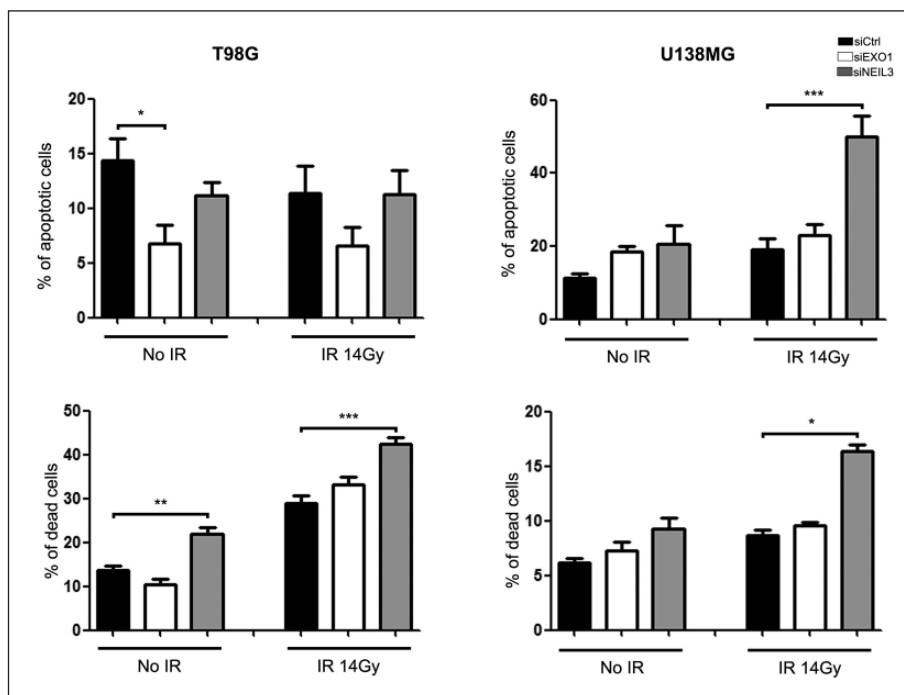 T98G
U138MG
siCtrl
siEXO1
siNEIL3
% of apoptotic cells
20
15
10
5
0
*
No IR
IR 14Gy
% of apoptotic cells
60
40
20
0
***
No IR
IR 14Gy
% of dead cells
50
40
30
20
10
0
**
***
No IR
IR 14Gy
% of dead cells
20
15
10
5
0
*
No IR
IR 14Gy